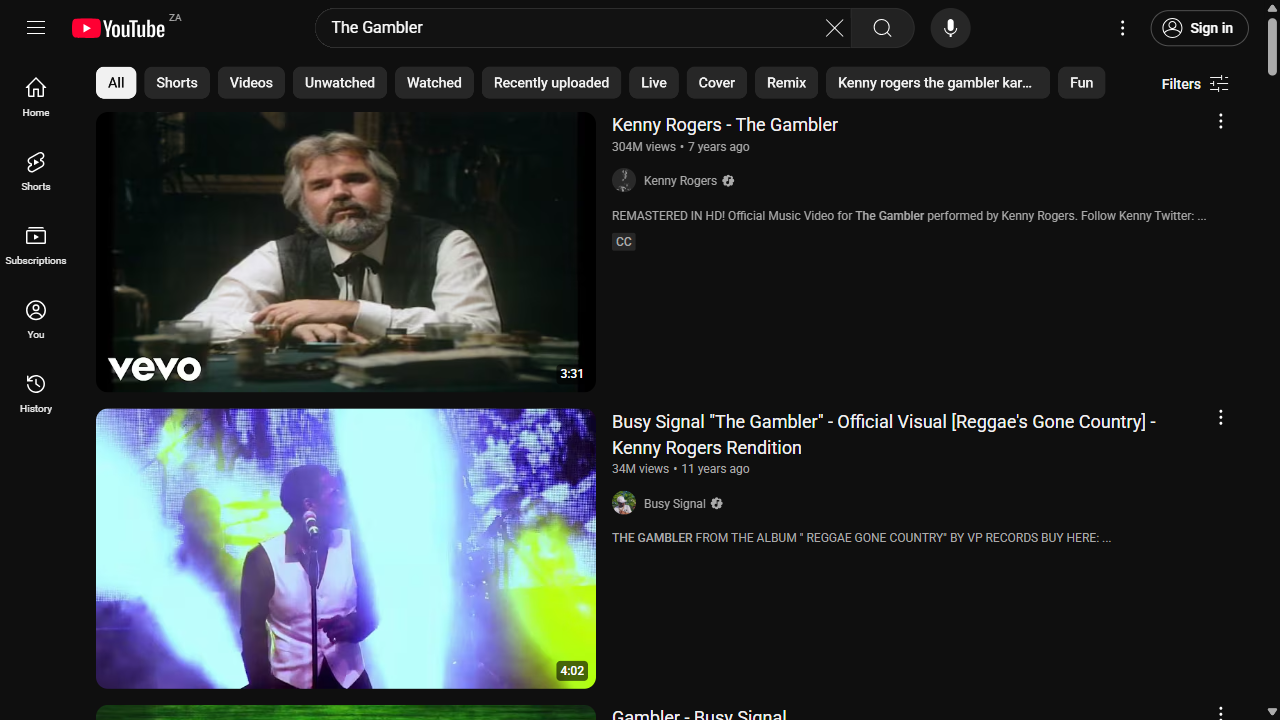 YouTube ZA
The Gambler
Sign in
All
Shorts
Videos
Unwatched
Watched
Recently uploaded
Live
Cover
Remix
Kenny rogers the gambler kar...
Fun
Filters
Home
Shorts
Subscriptions
You
History
vevo
3:31
Kenny Rogers - The Gambler
304M views • 7 years ago
Kenny Rogers
REMASTERED IN HD! Official Music Video for The Gambler performed by Kenny Rogers. Follow Kenny Twitter: ...
CC
4:02
Busy Signal "The Gambler" - Official Visual [Reggae's Gone Country] -
Kenny Rogers Rendition
34M views • 11 years ago
Busy Signal
THE GAMBLER FROM THE ALBUM " REGGAE GONE COUNTRY" BY VP RECORDS BUY HERE: ...
Gambler - Busy Signal